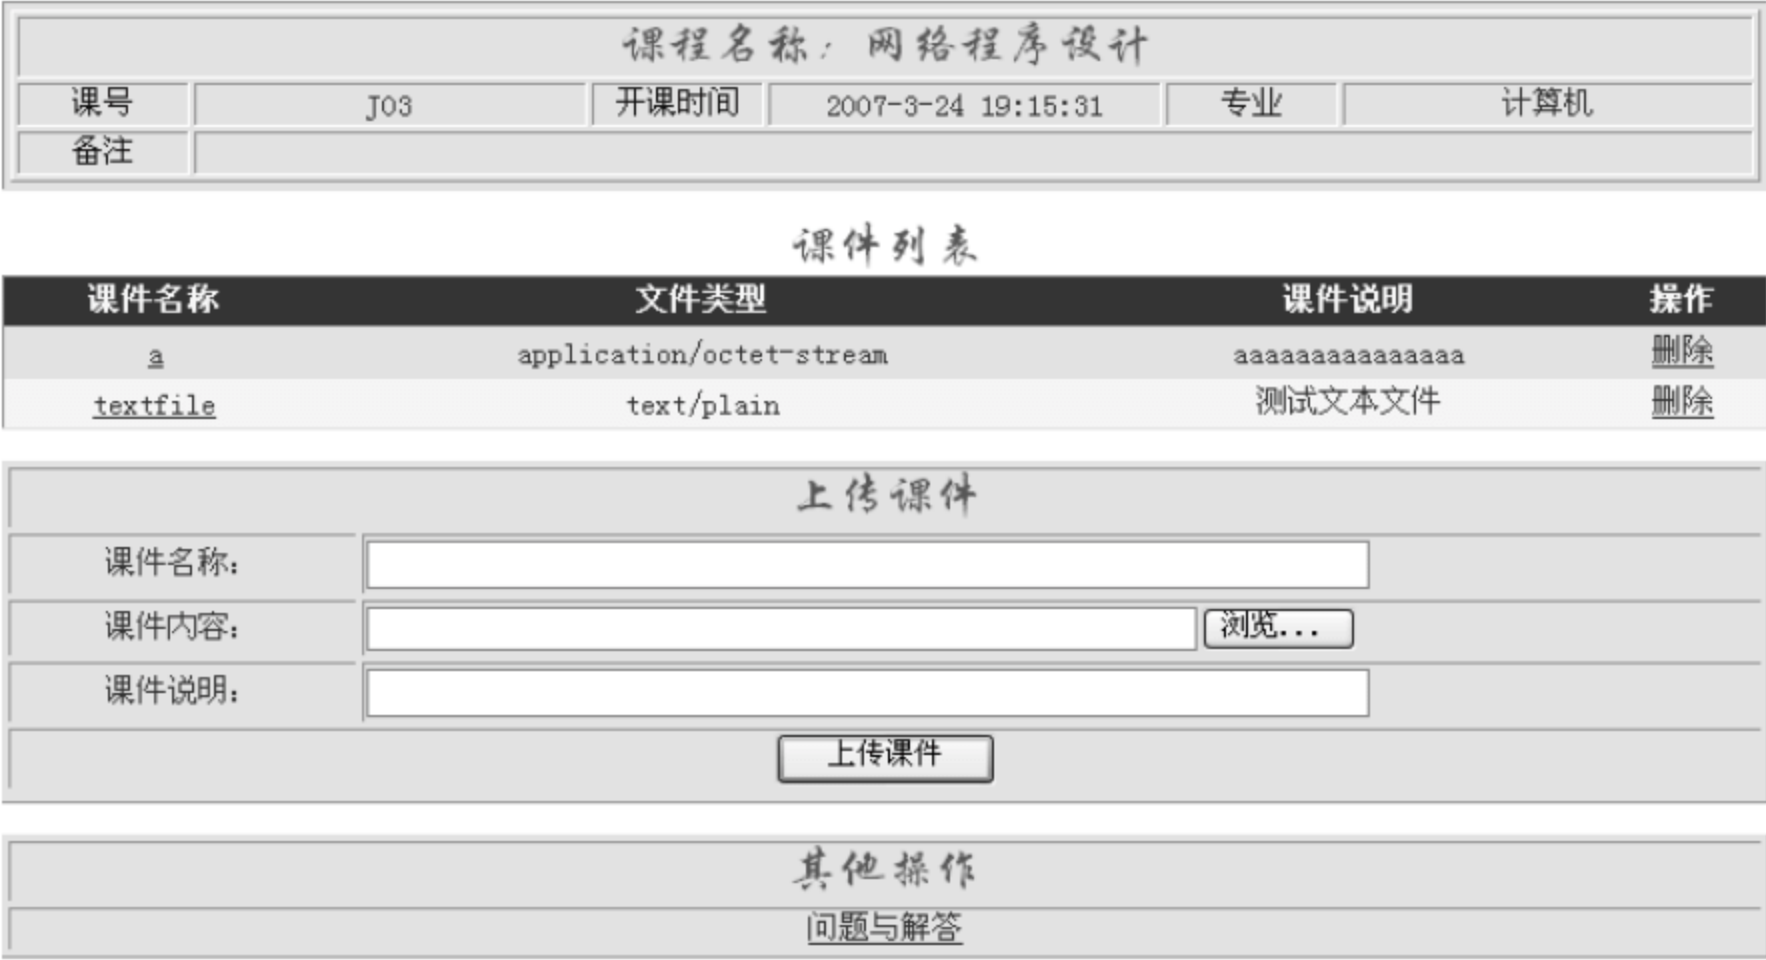 课程名称：网络程序设计
课号 J03 开课时间 2007-3-24 19:15:31 专业 计算机
备注
课件列表
课件名称 文件类型 课件说明 操作
a application/octet-stream aaaaaaaaaaaaaaa 删除
textfile text/plain 测试文本文件 删除
上传课件
课件名称：
课件内容： 浏览...
课件说明：
上传课件
其他操作
问题与解答